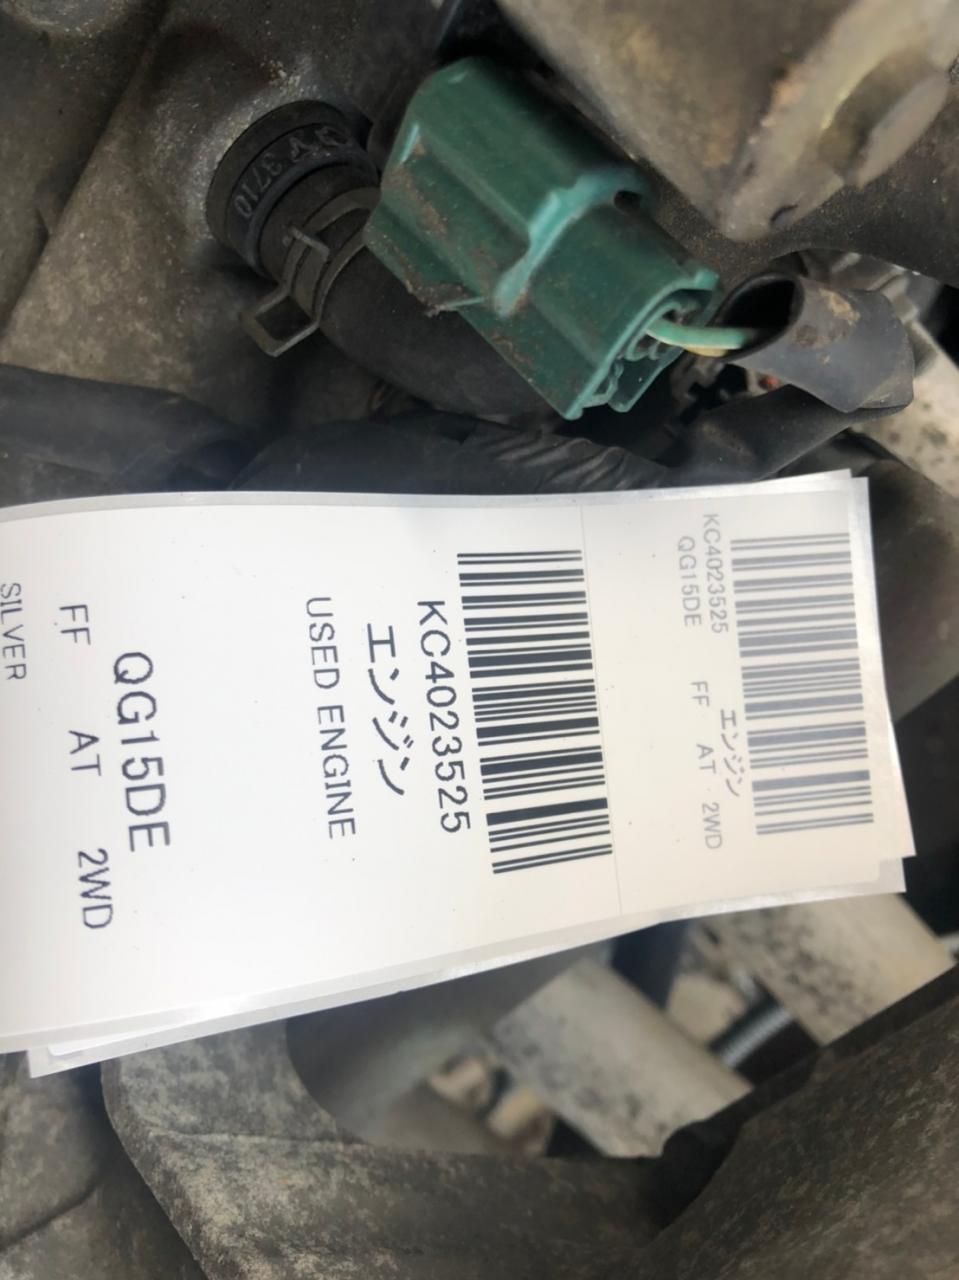 KC4023525
エンジン
QG15DE FF AT 2WD
KC4023525
エンジン
USED ENGINE
QG15DE
FF AT 2WD
SILVER
3710